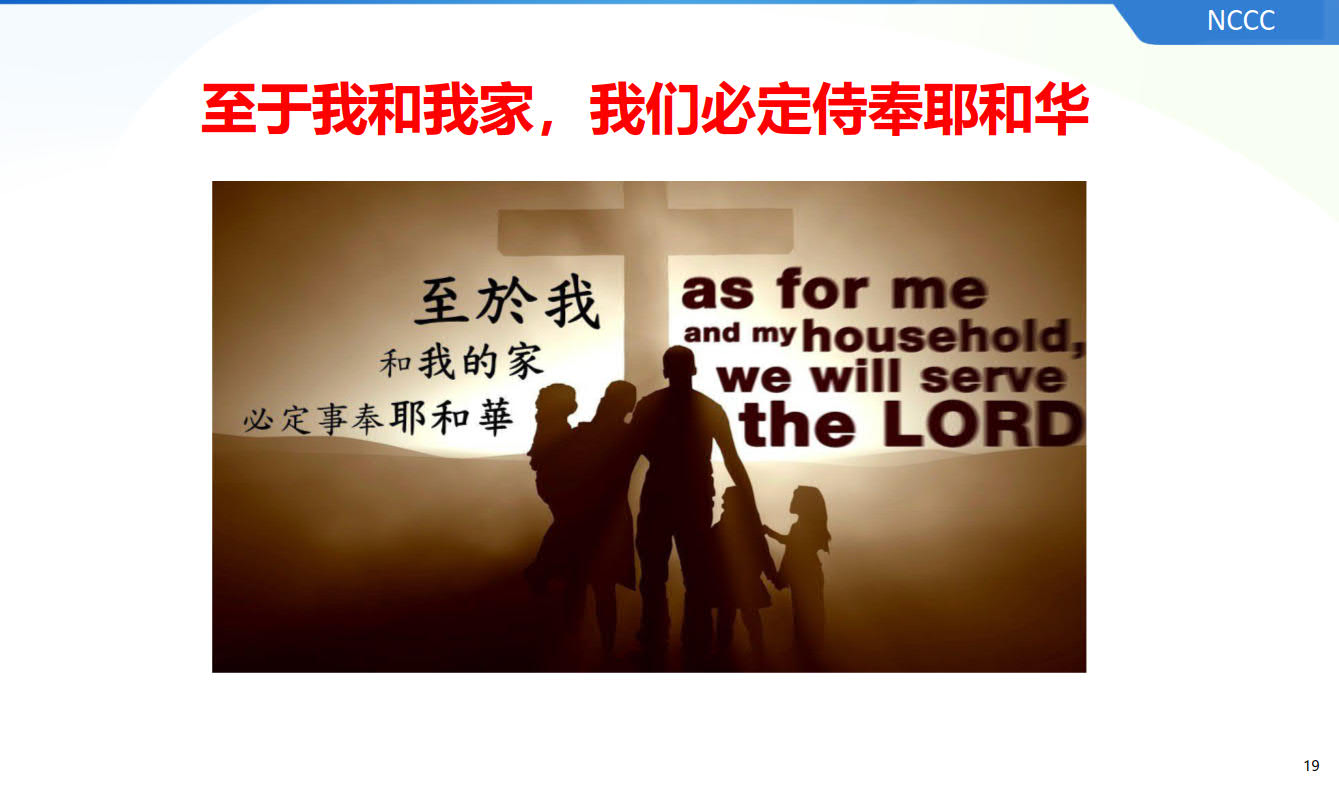 NCCC
至于我和我家，我们必定侍奉耶和华
至於我
和我的家
必定事奉耶和華
as for me
and my household,
we will serve
the LORD
19